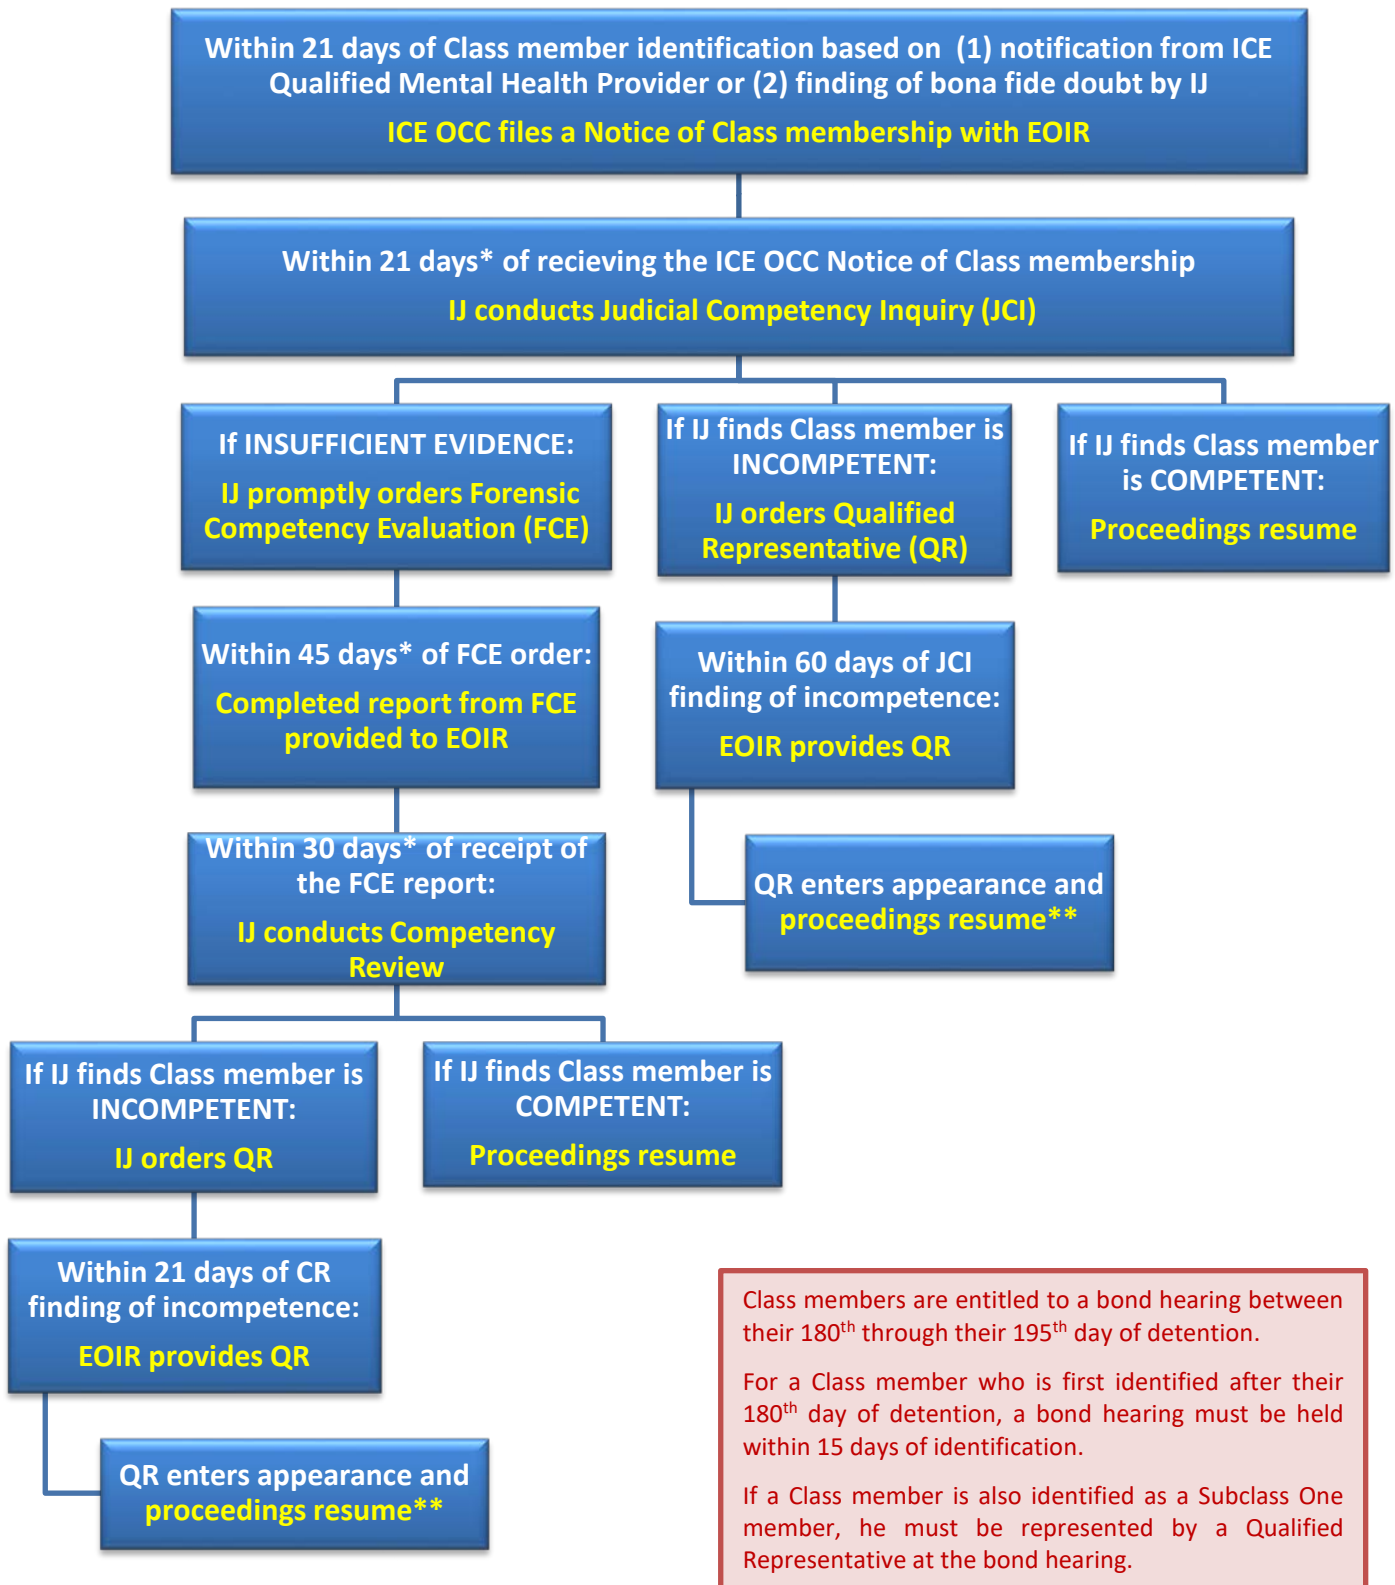 Within 21 days of Class member identification based on (1) notification from ICE
Qualified Mental Health Provider or (2) finding of bona fide doubt by IJ
ICE OCC files a Notice of Class membership with EOIR
Within 21 days* of recieving the ICE OCC Notice of Class membership
IJ conducts Judicial Competency Inquiry (JCI)
If INSUFFICIENT EVIDENCE:
IJ promptly orders Forensic
Competency Evaluation (FCE)
If IJ finds Class member is
INCOMPETENT:
IJ orders Qualified
Representative (QR)
If IJ finds Class member
is COMPETENT:
Proceedings resume
Within 45 days* of FCE order:
Completed report from FCE
provided to EOIR
Within 60 days of JCI
finding of incompetence:
EOIR provides QR
Within 30 days* of receipt of
the FCE report:
IJ conducts Competency
Review
QR enters appearance and
proceedings resume**
If IJ finds Class member is
INCOMPETENT:
IJ orders QR
If IJ finds Class member is
COMPETENT:
Proceedings resume
Within 21 days of CR
finding of incompetence:
EOIR provides QR
QR enters appearance and
proceedings resume**
Class members are entitled to a bond hearing between
their 180th through their 195th day of detention.
For a Class member who is first identified after their
180th day of detention, a bond hearing must be held
within 15 days of identification.
If a Class member is also identified as a Subclass One
member, he must be represented by a Qualified
Representative at the bond hearing.